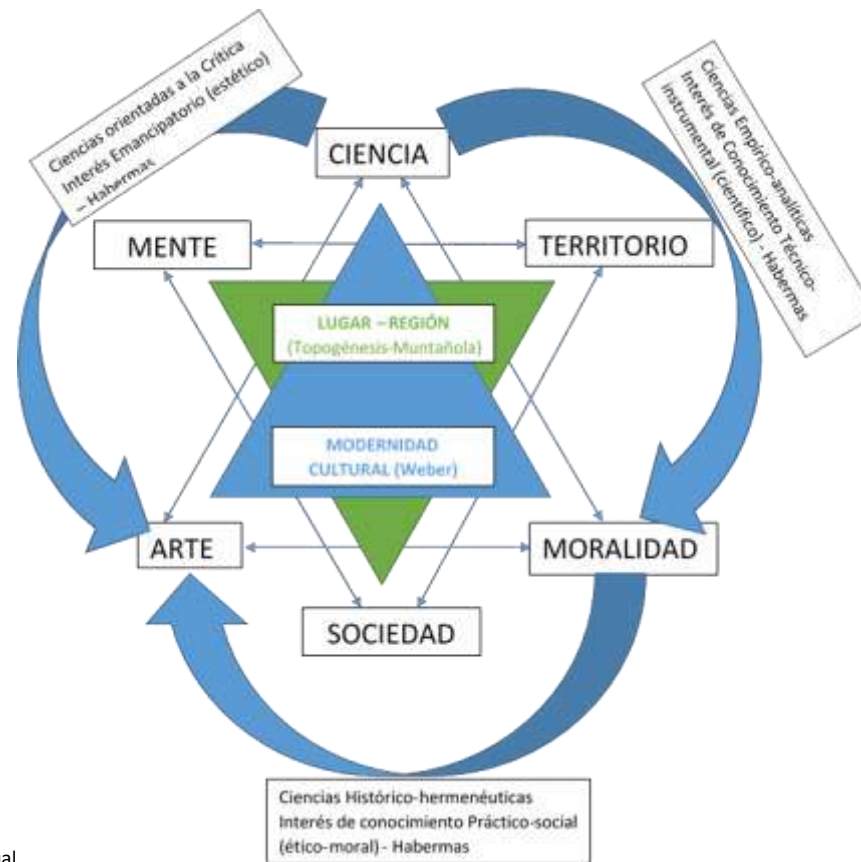 Ciencias orientadas a la Crítica
Interés Emancipatorio (estético)
– Habermas
Ciencias Empírico-analíticas
Interés de Conocimiento Técnico-
instrumental (científico) - Habermas
CIENCIA
MENTE
TERRITORIO
LUGAR – REGIÓN
(Topogénesis-Muntañola)
MODERNIDAD
CULTURAL (Weber)
ARTE
MORALIDAD
SOCIEDAD
Ciencias Histórico-hermenéuticas
Interés de conocimiento Práctico-social
(ético-moral) - Habermas